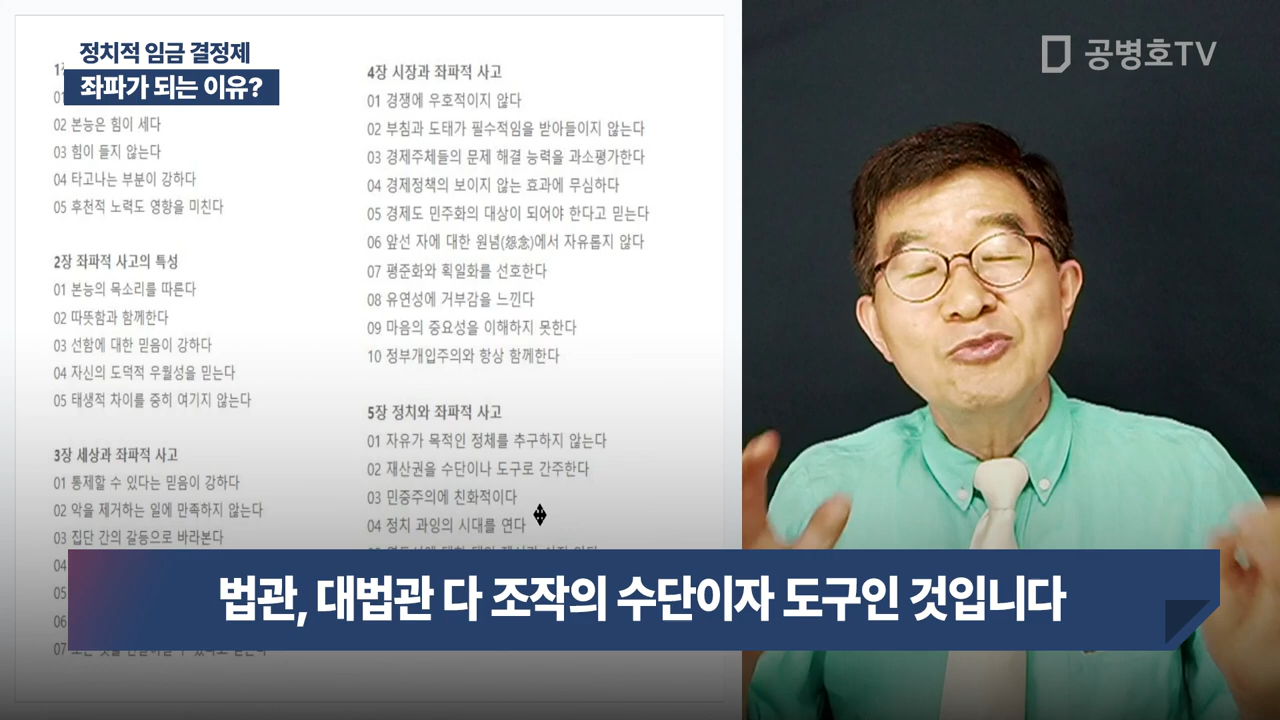 정치적 임금 결정제
좌파가 되는 이유?
공병호TV
02 본능은 힘이 세다
03 힘이 들지 않는다
04 타고나는 부분이 강하다
05 후천적 노력도 영향을 미친다
2장 좌파적 사고의 특성
01 본능의 목소리를 따른다
02 따뜻함과 함께한다
03 선함에 대한 믿음이 강하다
04 자신의 도덕적 우월성을 믿는다
05 태생적 차이를 중히 여기지 않는다
3장 세상과 좌파적 사고
01 통제할 수 있다는 믿음이 강하다
02 악을 제거하는 일에 만족하지 않는다
03 집단 간의 갈등으로 바라본다
04
05
06
07
4장 시장과 좌파적 사고
01 경쟁에 우호적이지 않다
02 부침과 도태가 필수적임을 받아들이지 않는다
03 경제주체들의 문제 해결 능력을 과소평가한다
04 경제정책의 보이지 않는 효과에 무심하다
05 경제도 민주화의 대상이 되어야 한다고 믿는다
06 앞선 자에 대한 원념(怨念)에서 자유롭지 않다
07 평준화와 획일화를 선호한다
08 유연성에 거부감을 느낀다
09 마음의 중요성을 이해하지 못한다
10 정부개입주의와 항상 함께한다
5장 정치와 좌파적 사고
01 자유가 목적인 정체를 추구하지 않는다
02 재산권을 수단이나 도구로 간주한다
03 민중주의에 친화적이다
04 정치 과잉의 시대를 연다
법관, 대법관 다 조작의 수단이자 도구인 것입니다